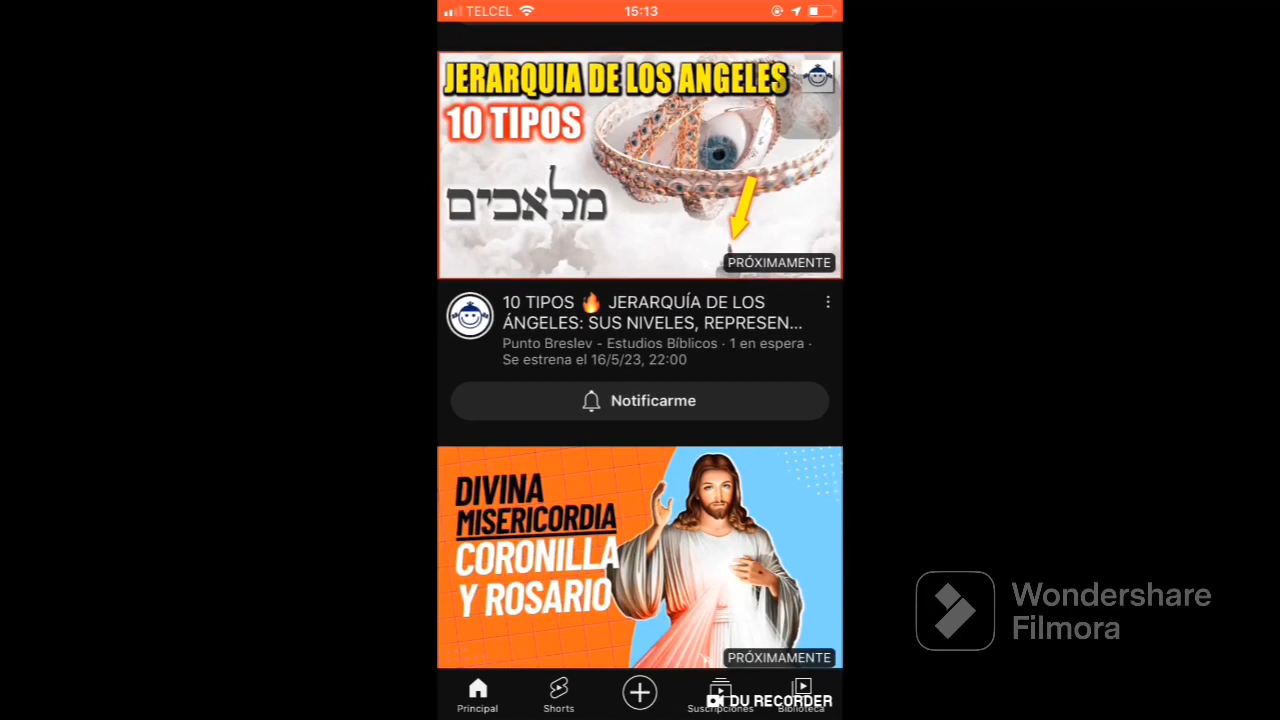 TELCEL 15:13
JERARQUIA DE LOS ANGELES
10 TIPOS
מלאכים
PRÓXIMAMENTE
10 TIPOS 🔥 JERARQUÍA DE LOS
ÁNGELES: SUS NIVELES, REPRESEN...
Punto Breslev - Estudios Bíblicos · 1 en espera ·
Se estrena el 16/5/23, 22:00
Notificarme
DIVINA
MISERICORDIA
CORONILLA
Y ROSARIO
PRÓXIMAMENTE
Wondershare
Filmora
DU RECORDER
Principal Shorts Suscripciones Biblioteca